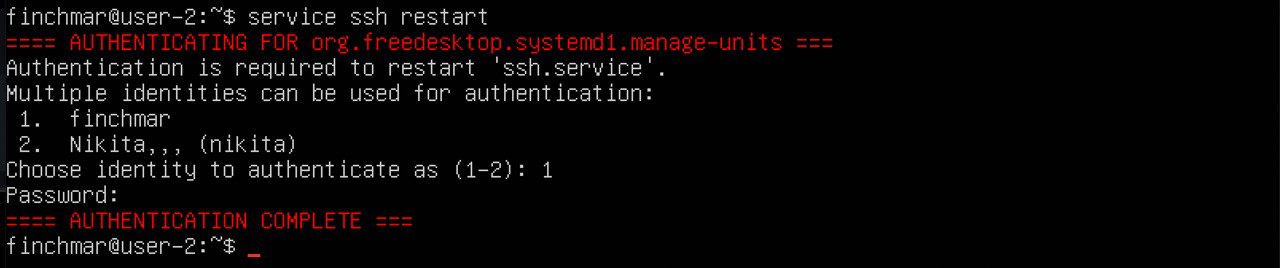 finchmar@user-2:~$ service ssh restart
==== AUTHENTICATING FOR org.freedesktop.systemd1.manage-units ===
Authentication is required to restart 'ssh.service'.
Multiple identities can be used for authentication:
 1.  finchmar
 2.  Nikita,,, (nikita)
Choose identity to authenticate as (1-2): 1
Password:
==== AUTHENTICATION COMPLETE ===
finchmar@user-2:~$ _